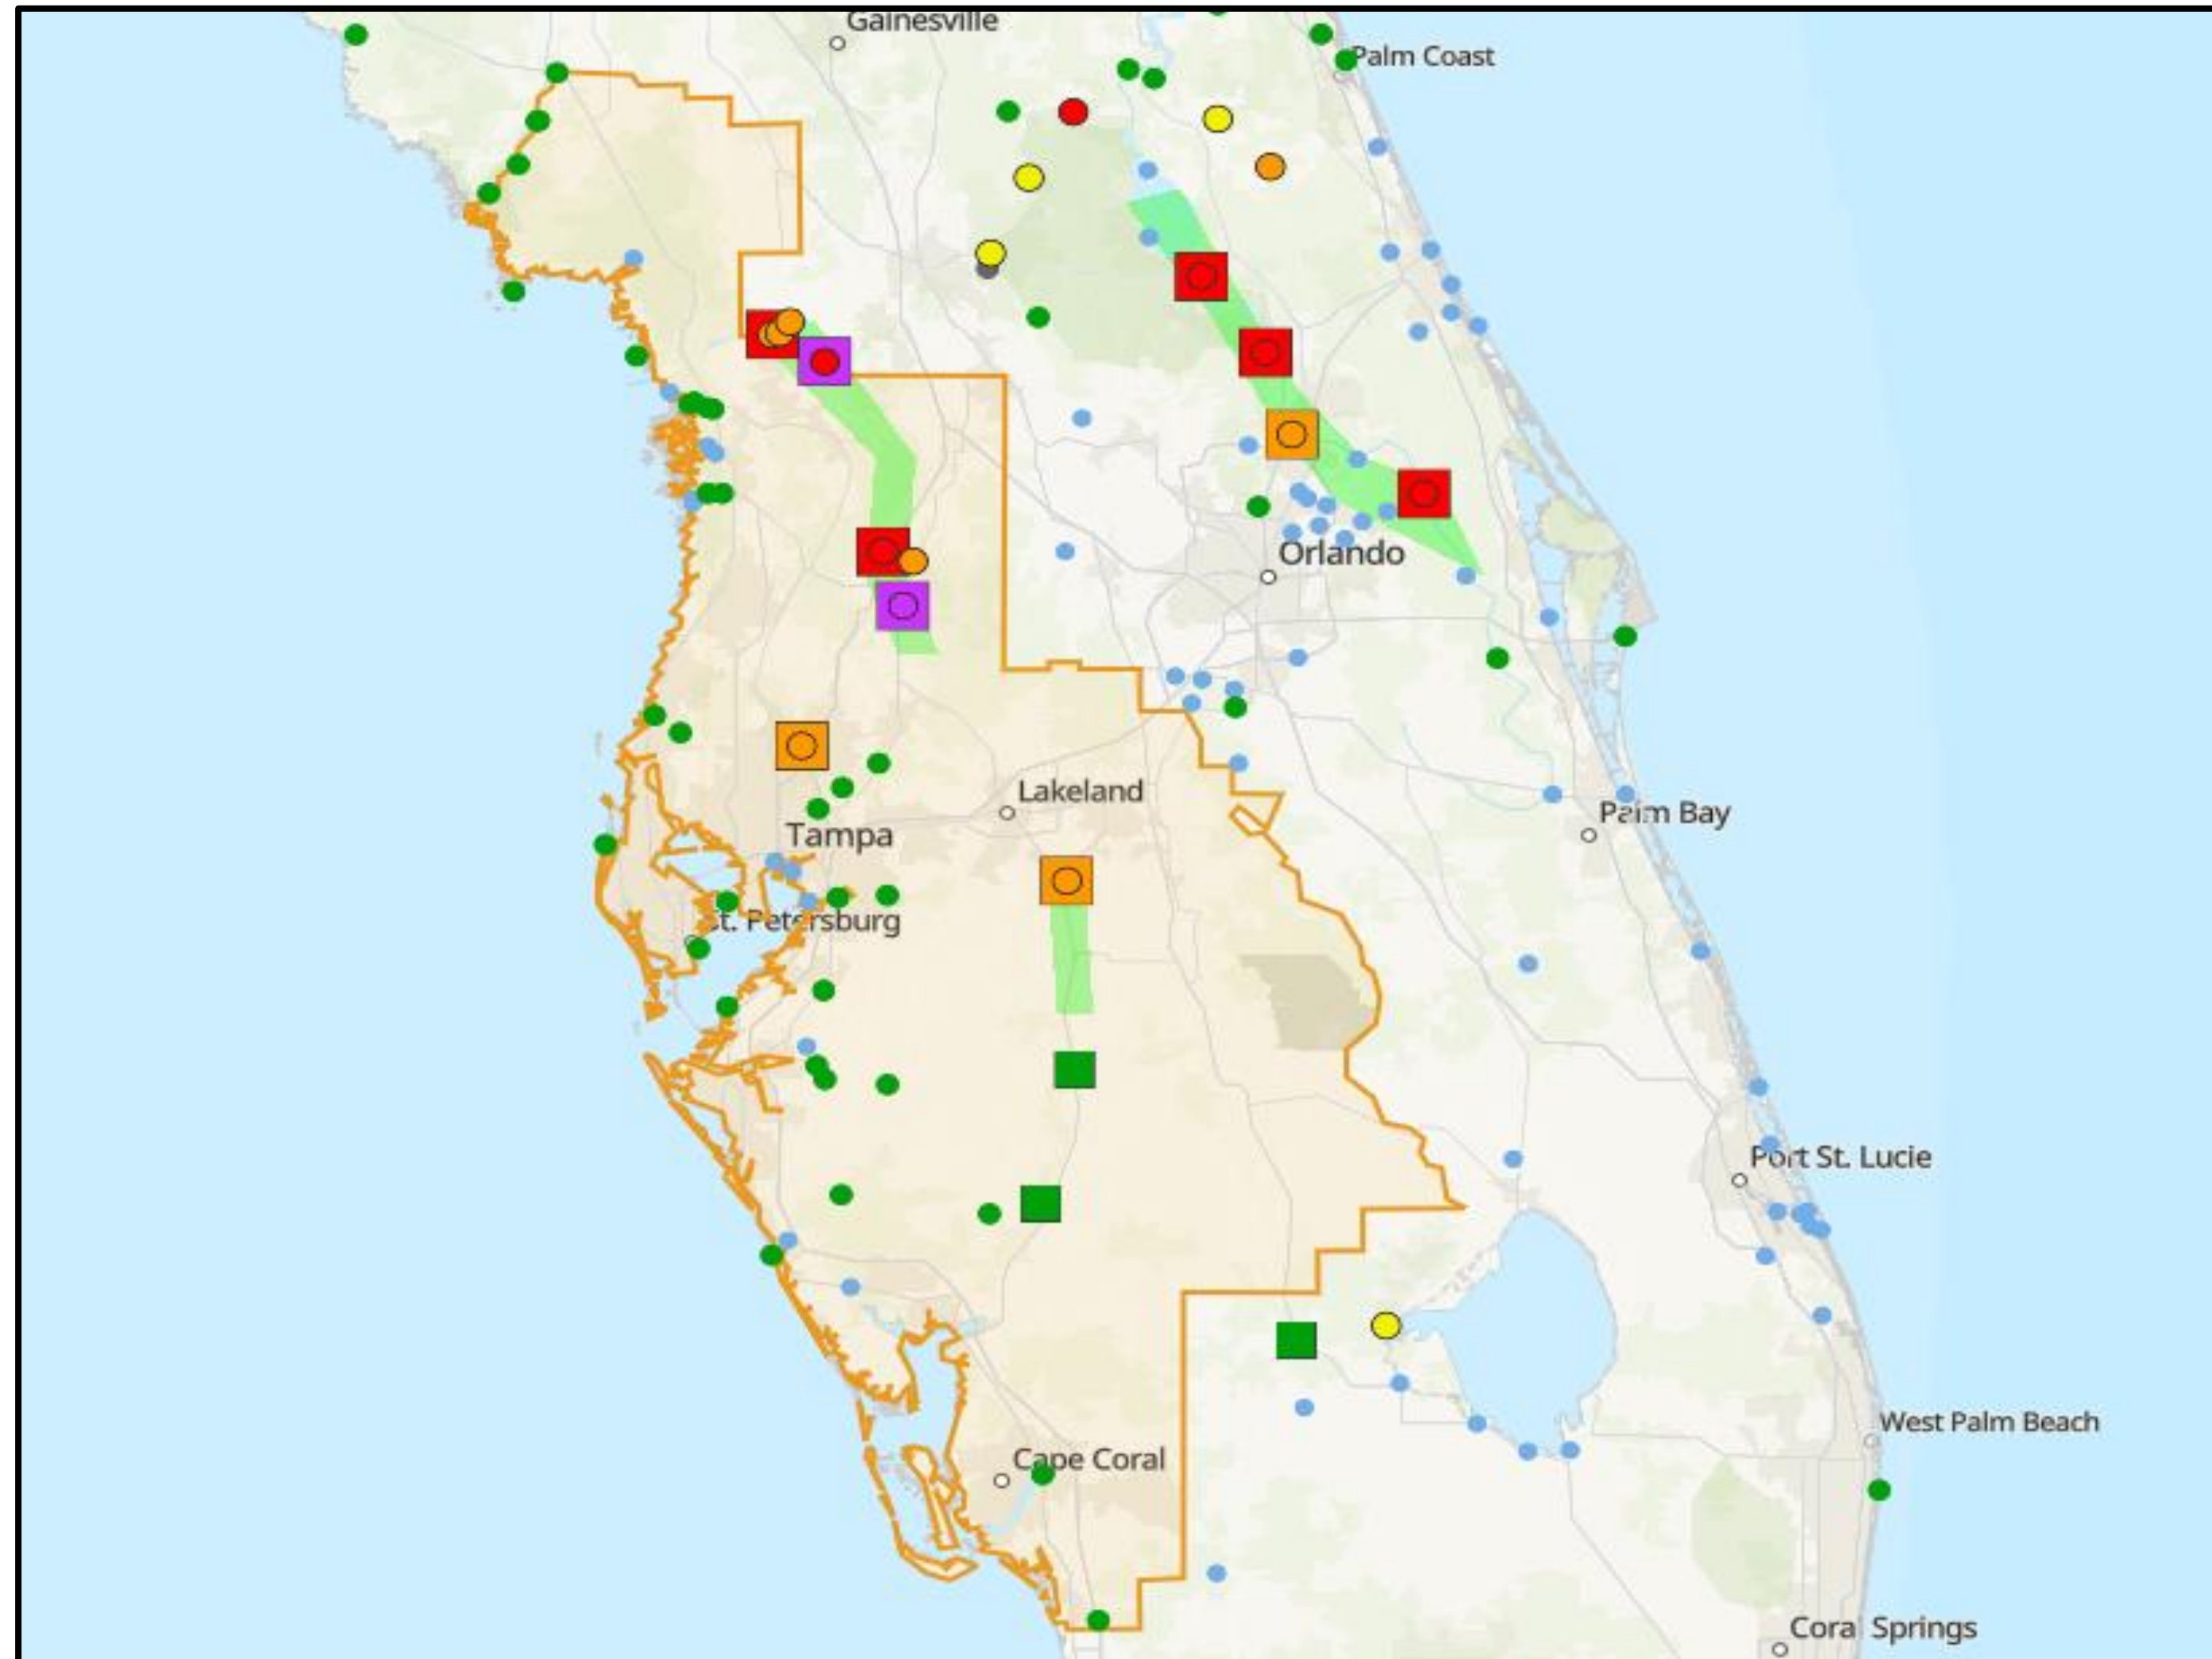 Gainesville
Palm Coast
Orlando
Lakeland
Palm Bay
Tampa
St. Petersburg
Port St. Lucie
West Palm Beach
Cape Coral
Coral Springs